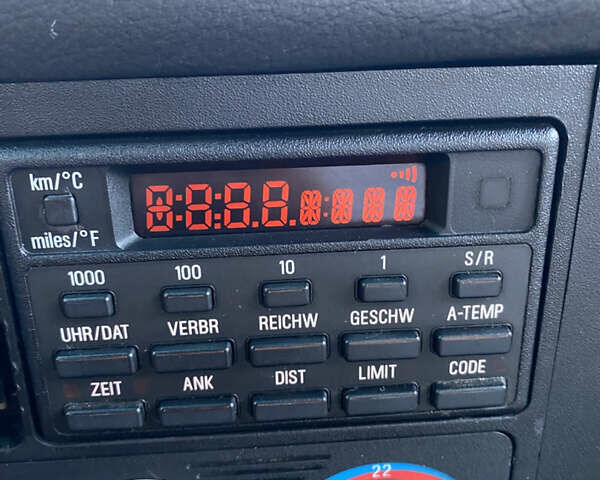 km/°C
miles/°F
1000 100 10 1 S/R
UHR/DAT VERBR REICHW GESCHW A-TEMP
ZEIT ANK DIST LIMIT CODE
22